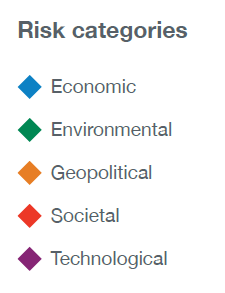 Risk categories
Economic
Environmental
Geopolitical
Societal
Technological